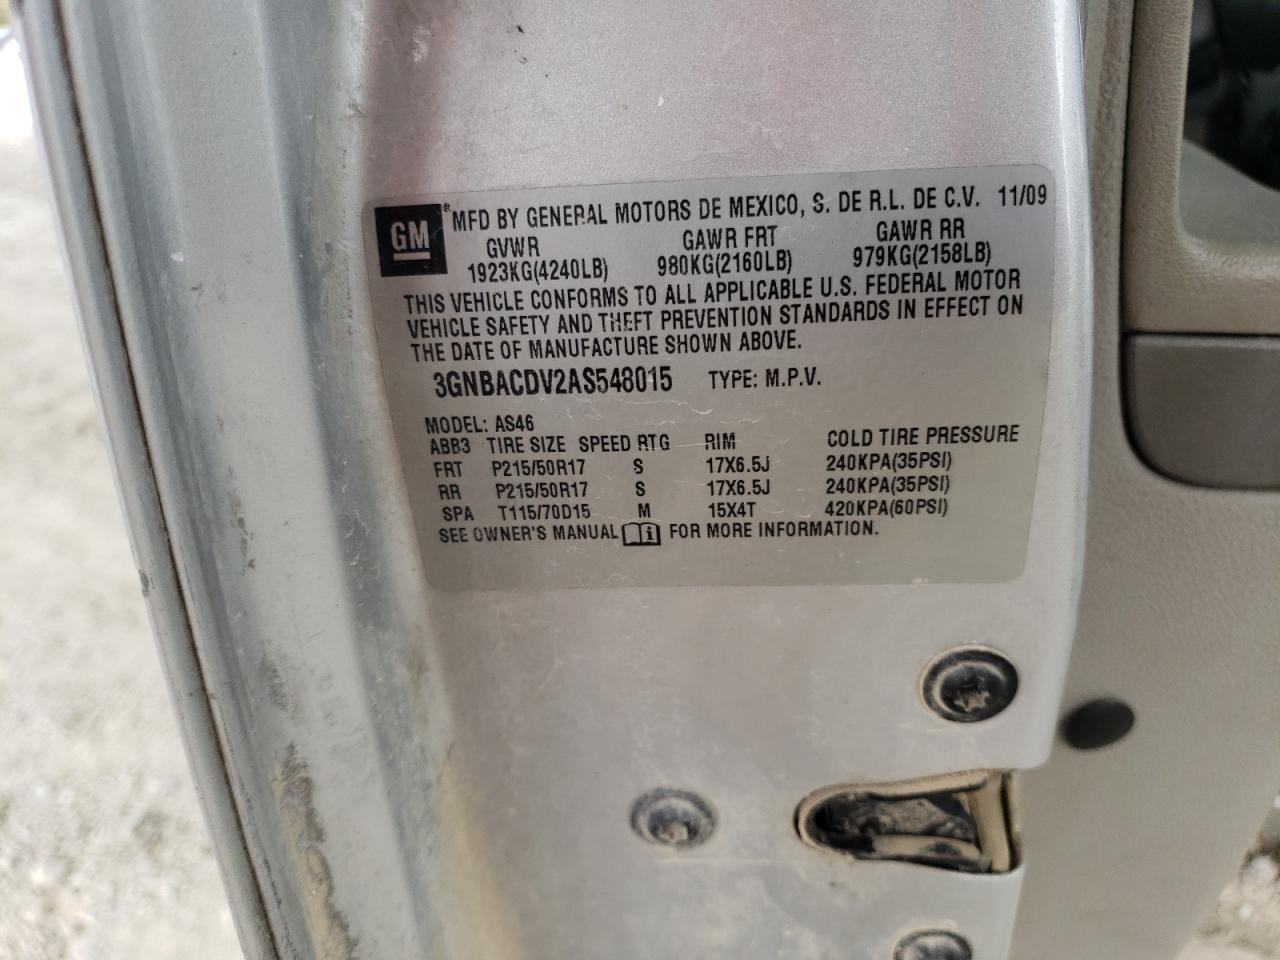 GM ® MFD BY GENERAL MOTORS DE MEXICO, S. DE R.L. DE C.V. 11/09
GVWR GAWR FRT GAWR RR
1923KG(4240LB) 980KG(2160LB) 979KG(2158LB)
THIS VEHICLE CONFORMS TO ALL APPLICABLE U.S. FEDERAL MOTOR
VEHICLE SAFETY AND THEFT PREVENTION STANDARDS IN EFFECT ON
THE DATE OF MANUFACTURE SHOWN ABOVE.
3GNBACDV2AS548015 TYPE: M.P.V.
MODEL: AS46
ABB3 TIRE SIZE SPEED RTG RIM COLD TIRE PRESSURE
FRT P215/50R17 S 17X6.5J 240KPA(35PSI)
RR P215/50R17 S 17X6.5J 240KPA(35PSI)
SPA T115/70D15 M 15X4T 420KPA(60PSI)
SEE OWNER'S MANUAL i FOR MORE INFORMATION.